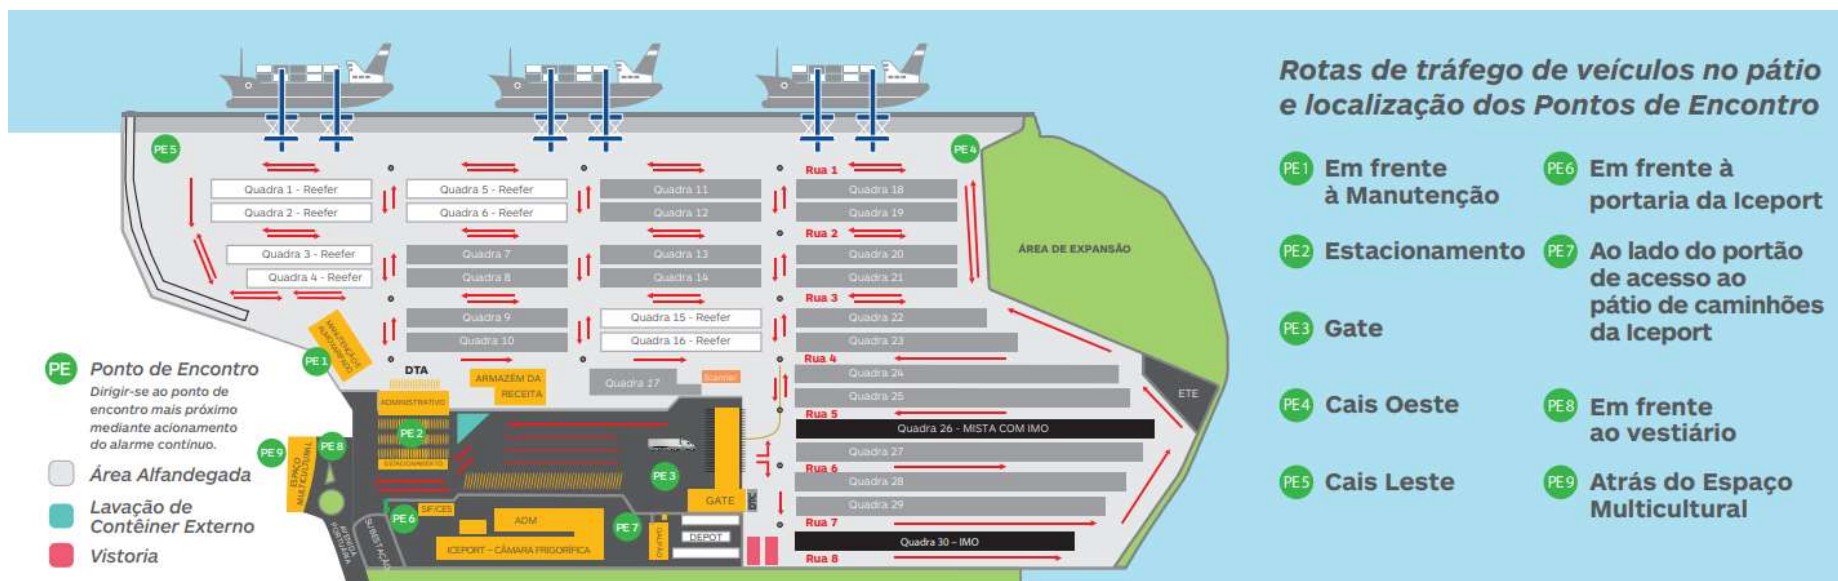 Rotas de tráfego de veículos no pátio
e localização dos Pontos de Encontro
PE1 Em frente
à Manutenção
PE2 Estacionamento
PE3 Gate
PE4 Cais Oeste
PE5 Cais Leste
PE6 Em frente à
portaria da Iceport
PE7 Ao lado do portão
de acesso ao
pátio de caminhões
da Iceport
PE8 Em frente
ao vestiário
PE9 Atrás do Espaço
Multicultural
PE Ponto de Encontro
Dirigir-se ao ponto de
encontro mais próximo
mediante acionamento
do alarme contínuo.
Área Alfandegada
Lavação de
Contêiner Externo
Vistoria
PE5
PE4
Rua 1
Quadra 1 - Reefer
Quadra 5 - Reefer
Quadra 11
Quadra 18
Quadra 2 - Reefer
Quadra 6 - Reefer
Quadra 12
Quadra 19
Rua 2
Quadra 3 - Reefer
Quadra 7
Quadra 13
Quadra 20
ÁREA DE EXPANSÃO
Quadra 4 - Reefer
Quadra 8
Quadra 14
Quadra 21
Rua 3
Quadra 9
Quadra 15 - Reefer
Quadra 22
Quadra 10
Quadra 16 - Reefer
Quadra 23
PE1
Rua 4
DTA
ARMAZÉM DA
RECEITA
Quadra 17
Scanner
Quadra 24
ETE
ADMINISTRATIVO
Quadra 25
Rua 5
PE2
Quadra 26 - MISTA COM IMO
ESTACIONAMENTO
PE9
PE8
ESPAÇO
MULTICULTURAL
Quadra 27
Rua 6
PE3
Quadra 28
GATE
Quadra 29
PE6
SIF/CES
ADM
PE7
Rua 7
AVENIDA
PORTUÁRIA
SUBESTAÇÃO
ICEPORT – CÂMARA FRIGORÍFICA
DEPOT
Quadra 30 – IMO
Rua 8